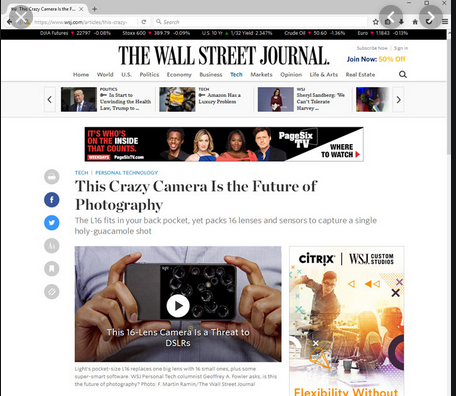 WSJ This Crazy Camera Is the F...
https://www.wsj.com/articles/this-crazy-
Search
DJIA Futures ▼ 22797 -0.08%
Stoxx 600 ▼ 389.79 -0.09%
U.S. 10 Yr ▲ 1/32 Yield 2.347%
Crude Oil ▼ 50.60 -1.36%
Euro
THE WALL STREET JOURNAL.
Subscribe Now | Sign In
Join Now: 50% Off
Home World U.S. Politics Economy Business Tech Markets Opinion Life & Arts Real Estate
POLITICS
In Start to
Unwinding the Health
Law, Trump to ...
TECH
Amazon Has a
Luxury Problem
WSJ
Sheryl Sandberg: 'We
Can't Tolerate
Harvey ...
IT'S WHO'S
ON THE INSIDE
THAT COUNTS.
WEEKDAYS PageSixTV.com
PageSix
TV
WHERE
TO WATCH
TECH | PERSONAL TECHNOLOGY
This Crazy Camera Is the Future of
Photography
The L16 fits in your back pocket, yet packs 16 lenses and sensors to capture a single
holy-guacamole shot
This 16-Lens Camera Is a Threat to
DSLRs
Light's pocket-size L16 replaces one big lens with 16 small ones, plus some
super-smart software. WSJ Personal Tech columnist Geoffrey A. Fowler asks, is this
the future of photography? Photo: F. Martin Ramin/The Wall Street Journal
CITRIX | WSJ. CUSTOM
STUDIOS
Flexibility Without